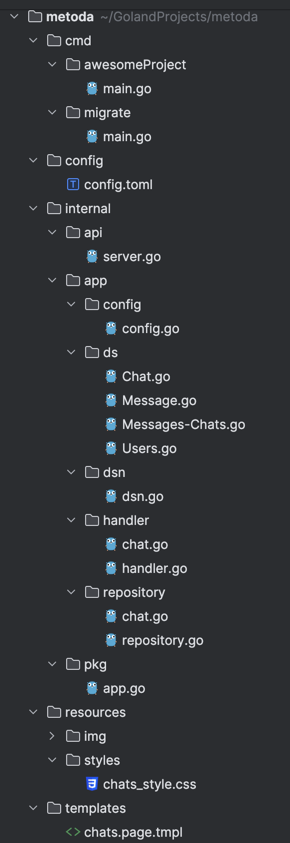 metoda ~/GolandProjects/metoda
cmd
awesomeProject
main.go
migrate
main.go
config
config.toml
internal
api
server.go
app
config
config.go
ds
Chat.go
Message.go
Messages-Chats.go
Users.go
dsn
dsn.go
handler
chat.go
handler.go
repository
chat.go
repository.go
pkg
app.go
resources
img
styles
chats_style.css
templates
chats.page.tmpl